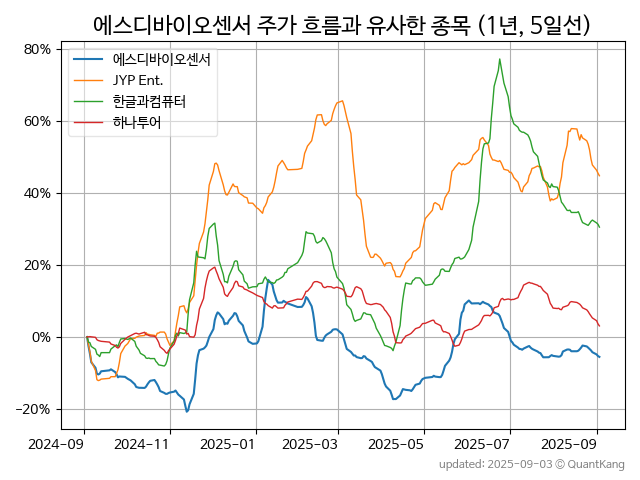 에스디바이오센서 주가 흐름과 유사한 종목 (1년, 5일선)
에스디바이오센서
JYP Ent.
한글과컴퓨터
하나투어
80%
60%
40%
20%
0%
−20%
2024-09 2024-11 2025-01 2025-03 2025-05 2025-07 2025-09
updated: 2025-09-03 © QuantKang